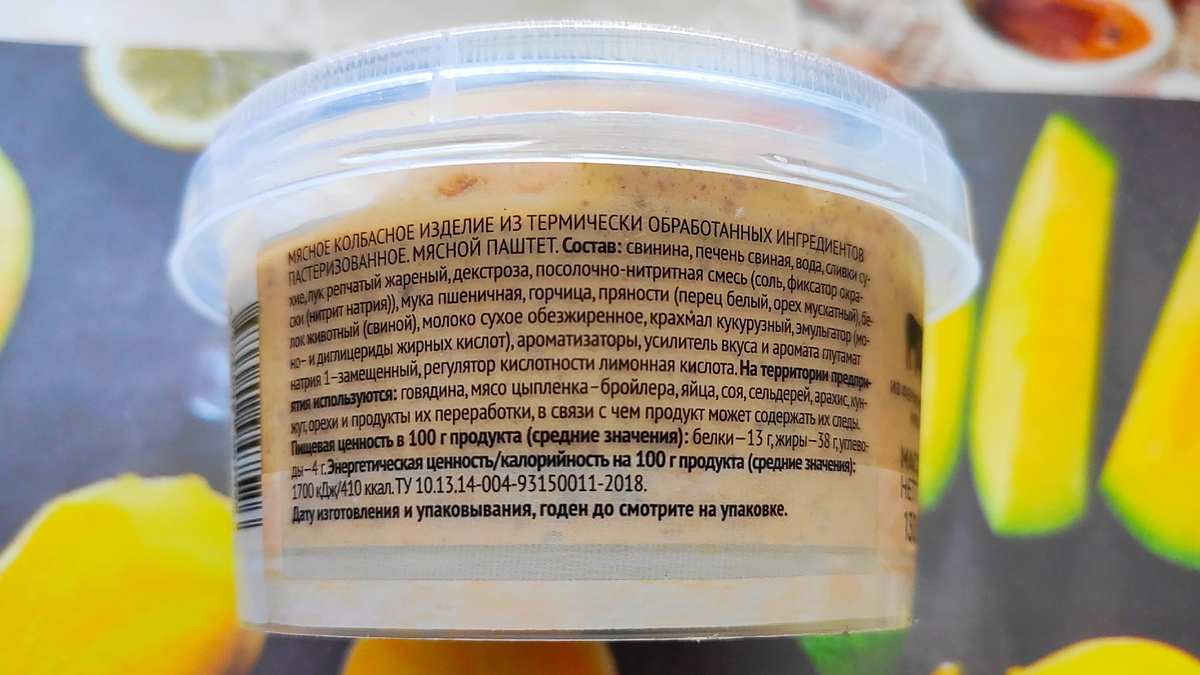 МЯСНОЕ КОЛБАСНОЕ ИЗДЕЛИЕ ИЗ ТЕРМИЧЕСКИ ОБРАБОТАННЫХ ИНГРЕДИЕНТОВ
ПАСТЕРИЗОВАННОЕ. МЯСНОЙ ПАШТЕТ. Состав: свинина, печень свиная, вода, сливки су-
хие, лук репчатый жареный, декстроза, посолочно-нитритная смесь (соль, фиксатор окра-
ски (нитрит натрия)), мука пшеничная, горчица, пряности (перец белый, орех мускатный), бе-
лок животный (свиной), молоко сухое обезжиренное, крахмал кукурузный, эмульгатор (мо-
но- и диглицериды жирных кислот), ароматизаторы, усилитель вкуса и аромата глутамат
натрия 1-замещенный, регулятор кислотности лимонная кислота. На территории предпри-
ятия используются: говядина, мясо цыпленка-бройлера, яйца, соя, сельдерей, арахис, кун-
жут, орехи и продукты их переработки, в связи с чем продукт может содержать их следы.
Пищевая ценность в 100 г продукта (средние значения): белки-13 г, жиры-38 г, углево-
ды-4 г. Энергетическая ценность/калорийность на 100 г продукта (средние значения):
1700 кДж/410 ккал. ТУ 10.13.14-004-93150011-2018.
Дату изготовления и упаковывания, годен до смотрите на упаковке.